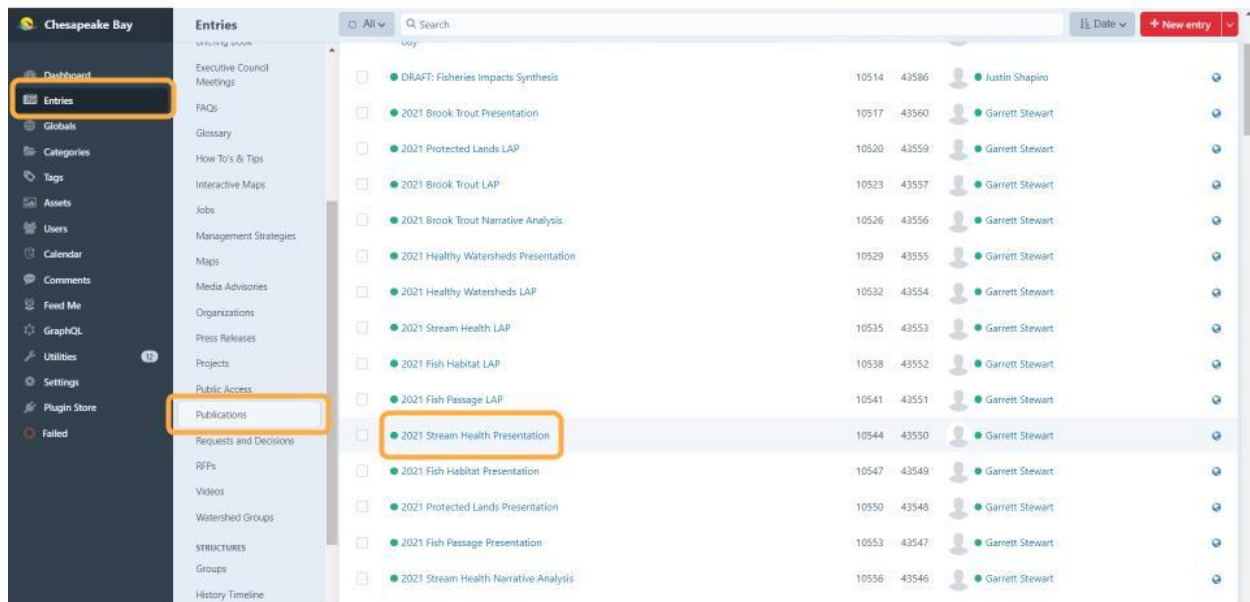 Chesapeake Bay
Dashboard
Entries
Globals
Categories
Tags
Assets
Users
Calendar
Comments
Feed Me
GraphQL
Utilities 12
Settings
Plugin Store
Failed
Entries
Briefing Book
Executive Council
Meetings
FAQs
Glossary
How To's & Tips
Interactive Maps
Jobs
Management Strategies
Maps
Media Advisories
Organizations
Press Releases
Projects
Public Access
Publications
Requests and Decisions
RFPs
Videos
Watershed Groups
STRUCTURES
Groups
History Timeline
All Search Date + New entry
Bay
DRAFT: Fisheries Impacts Synthesis 10514 43586 Justin Shapiro
2021 Brook Trout Presentation 10517 43560 Garrett Stewart
2021 Protected Lands LAP 10520 43559 Garrett Stewart
2021 Brook Trout LAP 10523 43557 Garrett Stewart
2021 Brook Trout Narrative Analysis 10526 43556 Garrett Stewart
2021 Healthy Watersheds Presentation 10529 43555 Garrett Stewart
2021 Healthy Watersheds LAP 10532 43554 Garrett Stewart
2021 Stream Health LAP 10535 43553 Garrett Stewart
2021 Fish Habitat LAP 10538 43552 Garrett Stewart
2021 Fish Passage LAP 10541 43551 Garrett Stewart
2021 Stream Health Presentation 10544 43550 Garrett Stewart
2021 Fish Habitat Presentation 10547 43549 Garrett Stewart
2021 Protected Lands Presentation 10550 43548 Garrett Stewart
2021 Fish Passage Presentation 10553 43547 Garrett Stewart
2021 Stream Health Narrative Analysis 10556 43546 Garrett Stewart